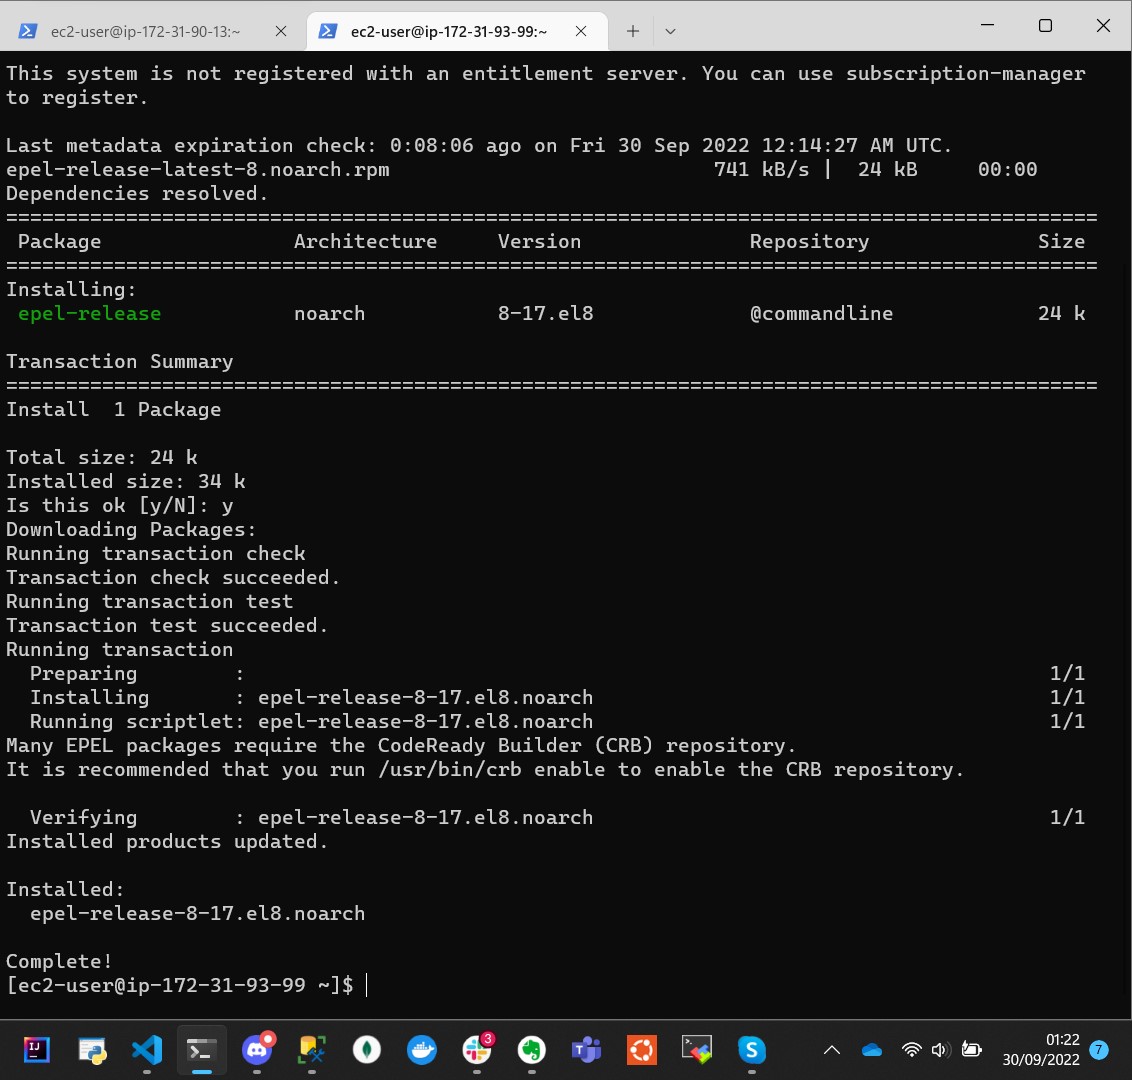 ec2-user@ip-172-31-90-13:~
ec2-user@ip-172-31-93-99:~
This system is not registered with an entitlement server. You can use subscription-manager
to register.
Last metadata expiration check: 0:08:06 ago on Fri 30 Sep 2022 12:14:27 AM UTC.
epel-release-latest-8.noarch.rpm 741 kB/s | 24 kB 00:00
Dependencies resolved.
===========================================================================================
Package Architecture Version Repository Size
===========================================================================================
Installing:
epel-release noarch 8-17.el8 @commandline 24 k
Transaction Summary
===========================================================================================
Install 1 Package
Total size: 24 k
Installed size: 34 k
Is this ok [y/N]: y
Downloading Packages:
Running transaction check
Transaction check succeeded.
Running transaction test
Transaction test succeeded.
Running transaction
Preparing : 1/1
Installing : epel-release-8-17.el8.noarch 1/1
Running scriptlet: epel-release-8-17.el8.noarch 1/1
Many EPEL packages require the CodeReady Builder (CRB) repository.
It is recommended that you run /usr/bin/crb enable to enable the CRB repository.
Verifying : epel-release-8-17.el8.noarch 1/1
Installed products updated.
Installed:
epel-release-8-17.el8.noarch
Complete!
[ec2-user@ip-172-31-93-99 ~]$
IJ
3
T
S
01:22
30/09/2022
7